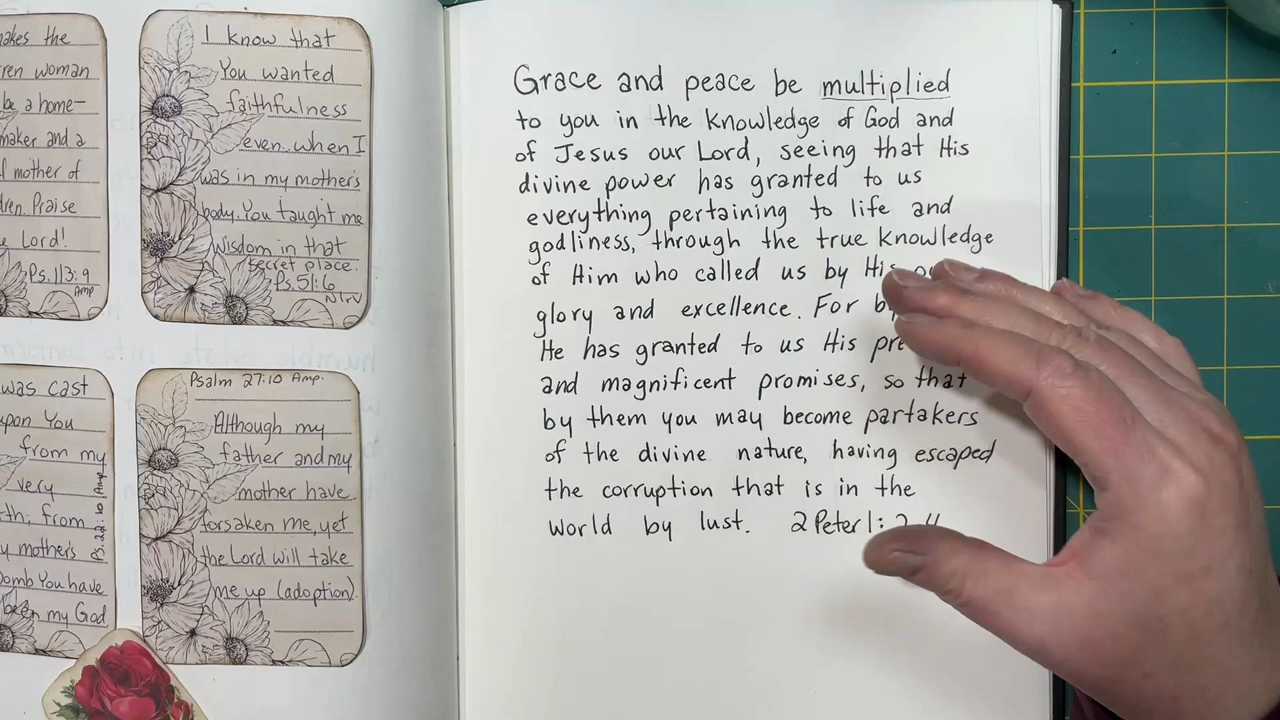 akes the
ren woman
be a home-
maker and a
mother of
dren. Praise
Lord!
Ps. 113:9
Amp
I know that
You wanted
faithfulness
even when I
was in my mother's
body. You taught me
wisdom in that
secret place.
Ps. 51:6
NIrV
was cast
upon You
from my
very
th; from
my mother's
womb You have
been my God
Ps. 22:10 Amp
Psalm 27:10 Amp.
Although my
father and my
mother have
forsaken me, yet
the Lord will take
me up (adoption).
Grace and peace be multiplied
to you in the knowledge of God and
of Jesus our Lord, seeing that His
divine power has granted to us
everything pertaining to life and
godliness, through the true knowledge
of Him who called us by His
glory and excellence. For
He has granted to us His
and magnificent promises, so that
by them you may become partakers
of the divine nature, having escaped
the corruption that is in the
world by lust. 2 Peter 1: